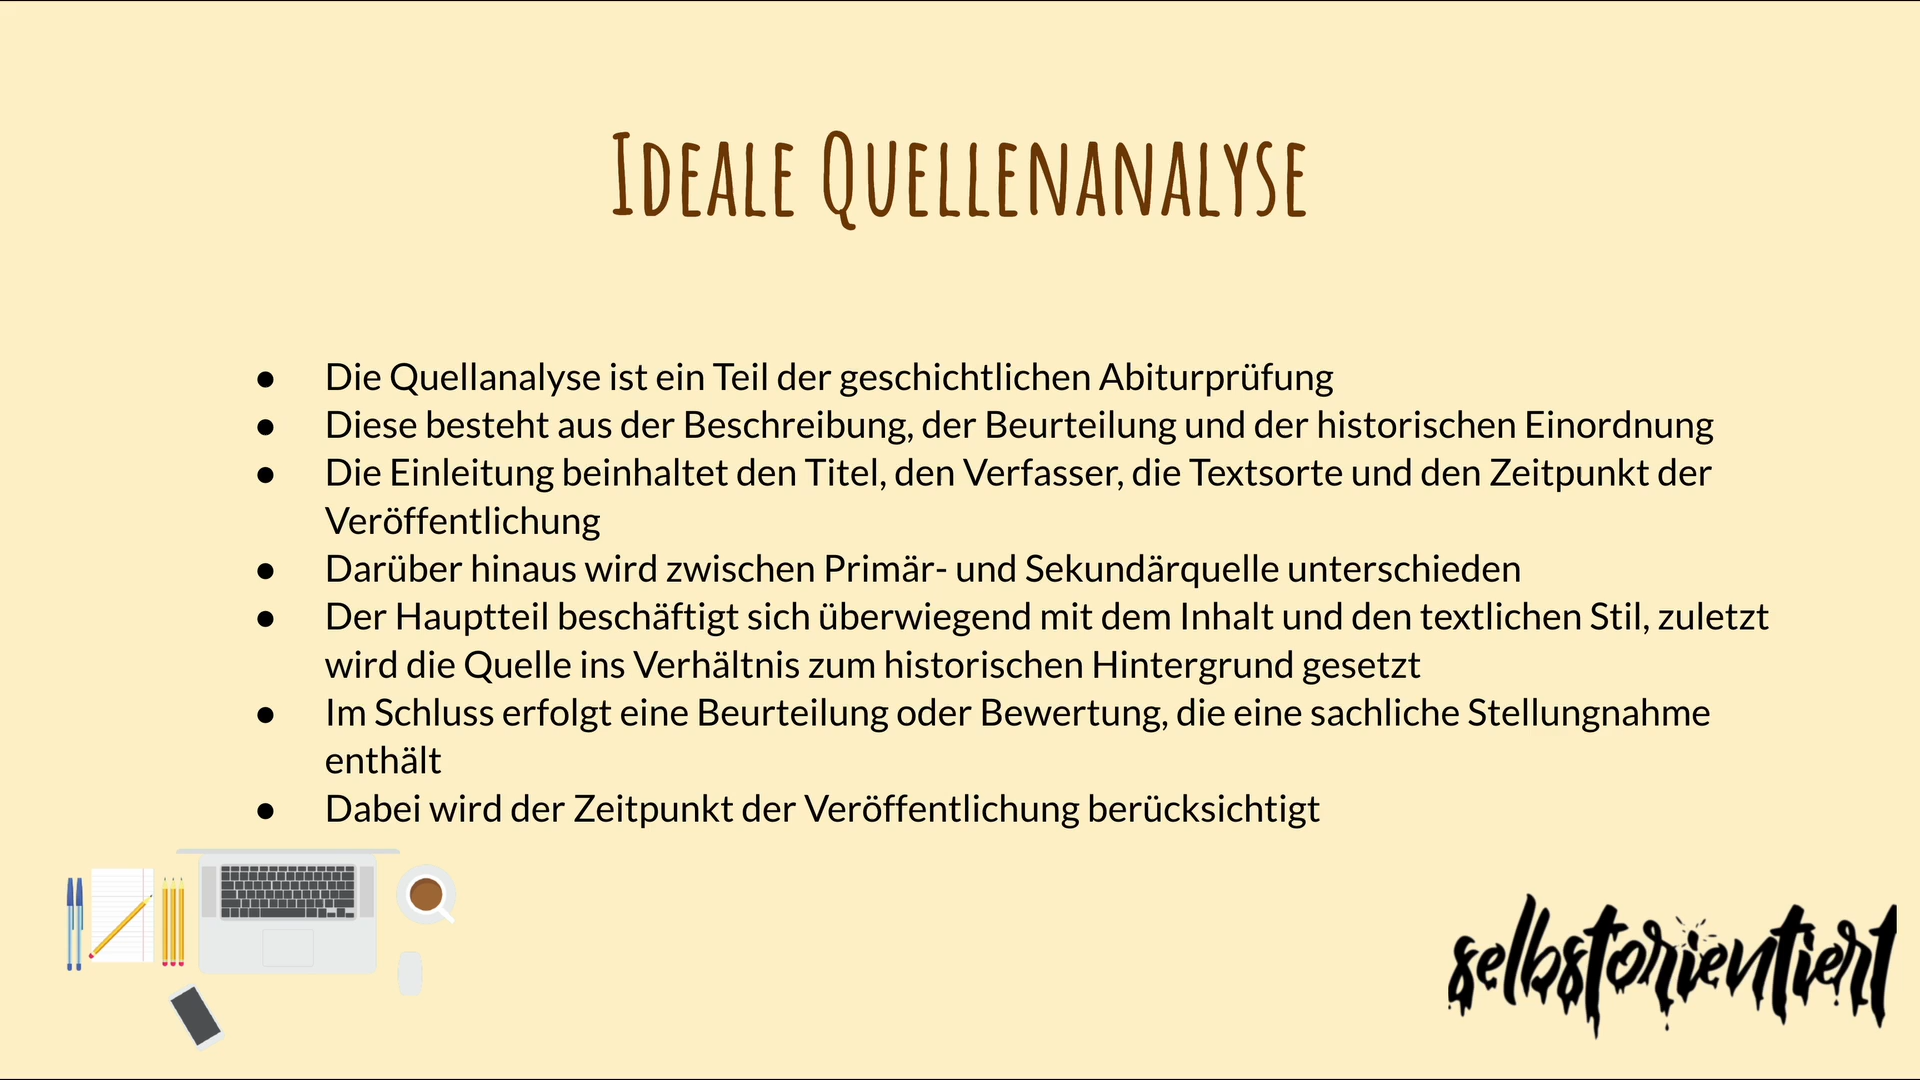 Ideale Quellenanalyse
● Die Quellanalyse ist ein Teil der geschichtlichen Abiturprüfung
● Diese besteht aus der Beschreibung, der Beurteilung und der historischen Einordnung
● Die Einleitung beinhaltet den Titel, den Verfasser, die Textsorte und den Zeitpunkt der
Veröffentlichung
● Darüber hinaus wird zwischen Primär- und Sekundärquelle unterschieden
● Der Hauptteil beschäftigt sich überwiegend mit dem Inhalt und den textlichen Stil, zuletzt
wird die Quelle ins Verhältnis zum historischen Hintergrund gesetzt
● Im Schluss erfolgt eine Beurteilung oder Bewertung, die eine sachliche Stellungnahme
enthält
● Dabei wird der Zeitpunkt der Veröffentlichung berücksichtigt
selbstorientiert